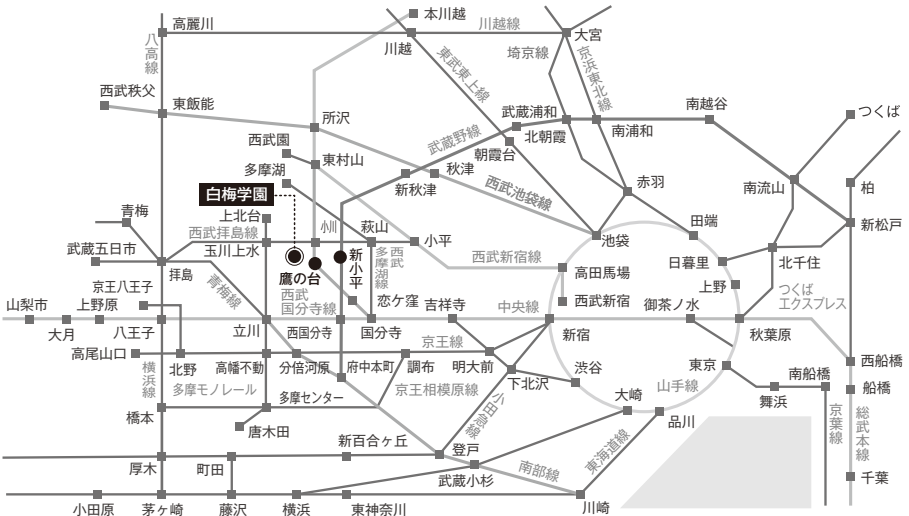 本川越
高麗川
川越線
川越
八高線
東武東上線
埼京線
大宮
京浜東北線
西武秩父
東飯能
所沢
武蔵野線
武蔵浦和
北朝霞
南浦和
南越谷
つくば
西武園
東村山
朝霞台
多摩湖
秋津
新秋津
西武池袋線
赤羽
南流山
柏
白梅学園
青梅
上北台
西武拝島線
小川
萩山
小平
池袋
田端
新松戸
武蔵五日市
玉川上水
拝島
新小平
西武多摩湖線
西武新宿線
高田馬場
日暮里
北千住
鷹の台
京王八王子
青梅線
西武国分寺線
恋ケ窪
吉祥寺
中央線
西武新宿
上野
つくば
エクスプレス
山梨市
上野原
大月
八王子
立川
西国分寺
国分寺
新宿
御茶ノ水
秋葉原
高尾山口
北野
高幡不動
分倍河原
府中本町
京王線
調布
明大前
下北沢
渋谷
東京
南船橋
西船橋
横浜線
多摩モノレール
多摩センター
京王相模原線
小田急線
大崎
山手線
舞浜
船橋
橋本
唐木田
品川
京葉線
総武本線
新百合ヶ丘
登戸
東海道線
厚木
町田
武蔵小杉
南部線
千葉
小田原
茅ヶ崎
藤沢
横浜
東神奈川
川崎